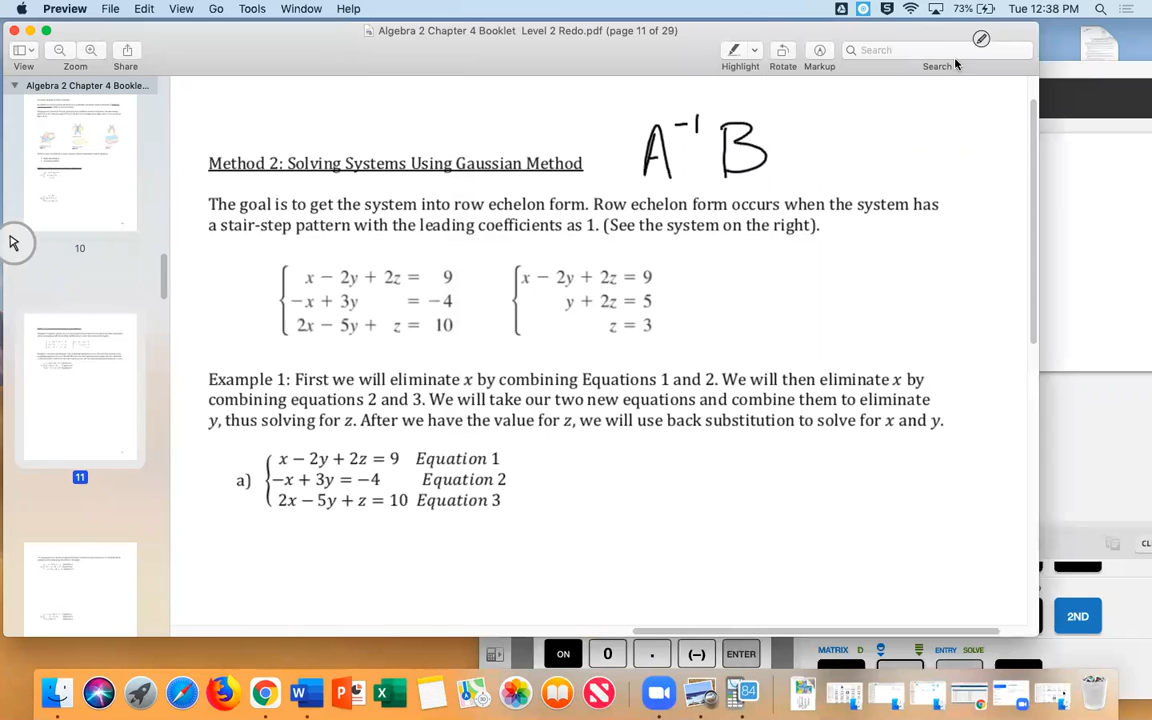 Preview File Edit View Go Tools Window Help 73% Tue 12:38 PM
Algebra 2 Chapter 4 Booklet Level 2 Redo.pdf (page 11 of 29)
Search
View Zoom Share Highlight Rotate Markup Search
Algebra 2 Chapter 4 Bookle...
10
11
A⁻¹ B
Method 2: Solving Systems Using Gaussian Method
The goal is to get the system into row echelon form. Row echelon form occurs when the system has
a stair-step pattern with the leading coefficients as 1. (See the system on the right).
x − 2y + 2z = 9 x − 2y + 2z = 9
−x + 3y = −4 y + 2z = 5
2x − 5y + z = 10 z = 3
Example 1: First we will eliminate x by combining Equations 1 and 2. We will then eliminate x by
combining equations 2 and 3. We will take our two new equations and combine them to eliminate
y, thus solving for z. After we have the value for z, we will use back substitution to solve for x and y.
x − 2y + 2z = 9 Equation 1
a) −x + 3y = −4 Equation 2
2x − 5y + z = 10 Equation 3
CL
2ND
ON 0 . (−) ENTER
MATRIX D ENTRY SOLVE
84